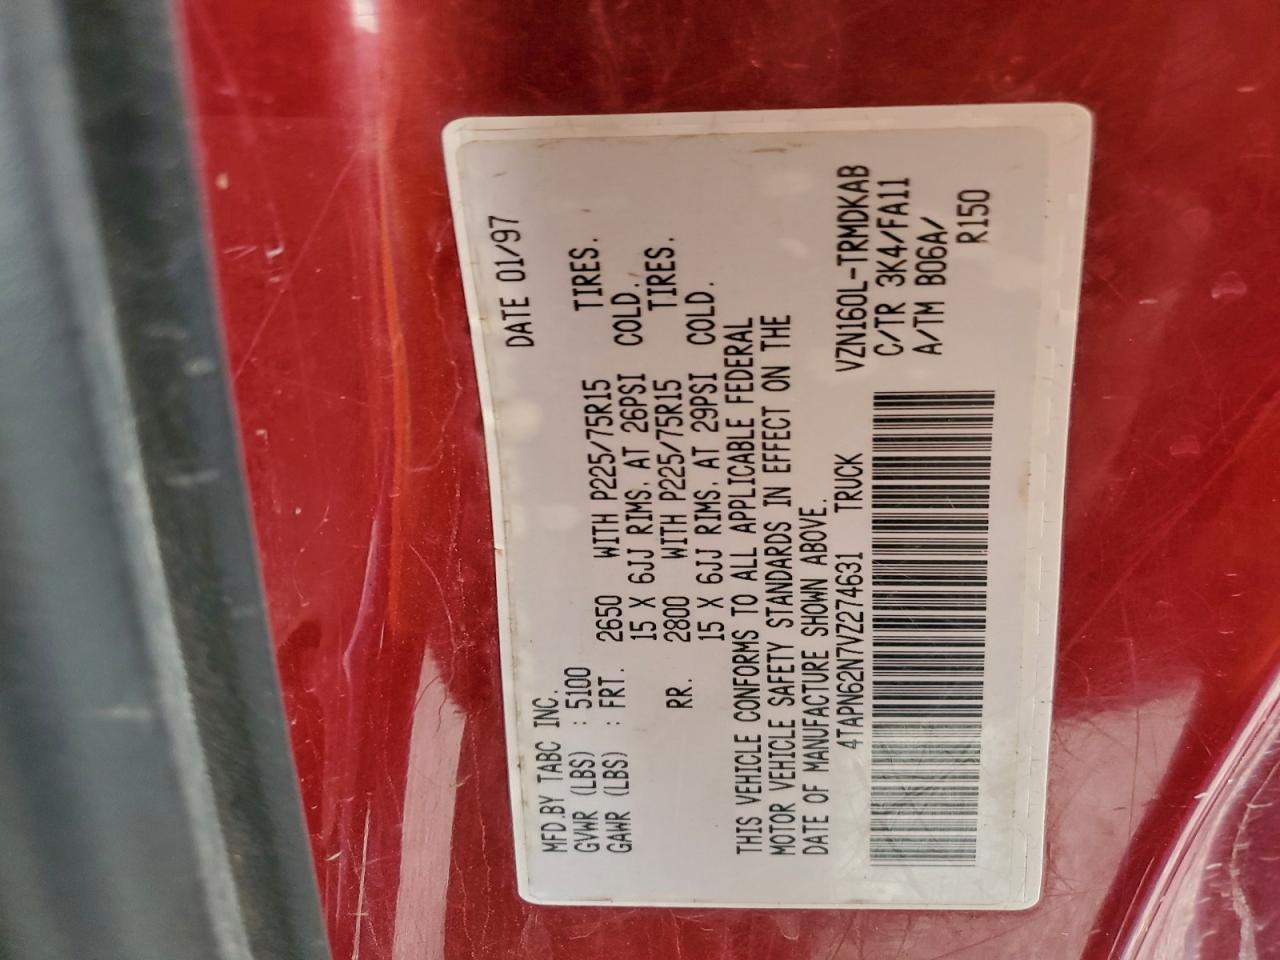 DATE 01/97
MFD.BY TABC INC.
GVWR (LBS) : 5100
GAWR (LBS) : FRT. 2650 WITH P225/75R15 TIRES.
15 X 6JJ RIMS, AT 26PSI COLD.
RR. 2800 WITH P225/75R15 TIRES.
15 X 6JJ RIMS, AT 29PSI COLD.
THIS VEHICLE CONFORMS TO ALL APPLICABLE FEDERAL
MOTOR VEHICLE SAFETY STANDARDS IN EFFECT ON THE
DATE OF MANUFACTURE SHOWN ABOVE.
4TAPN62N7VZ274631 TRUCK VZN160L-TRMDKAB
C/TR 3K4/FA11
A/TM B06A/
R150